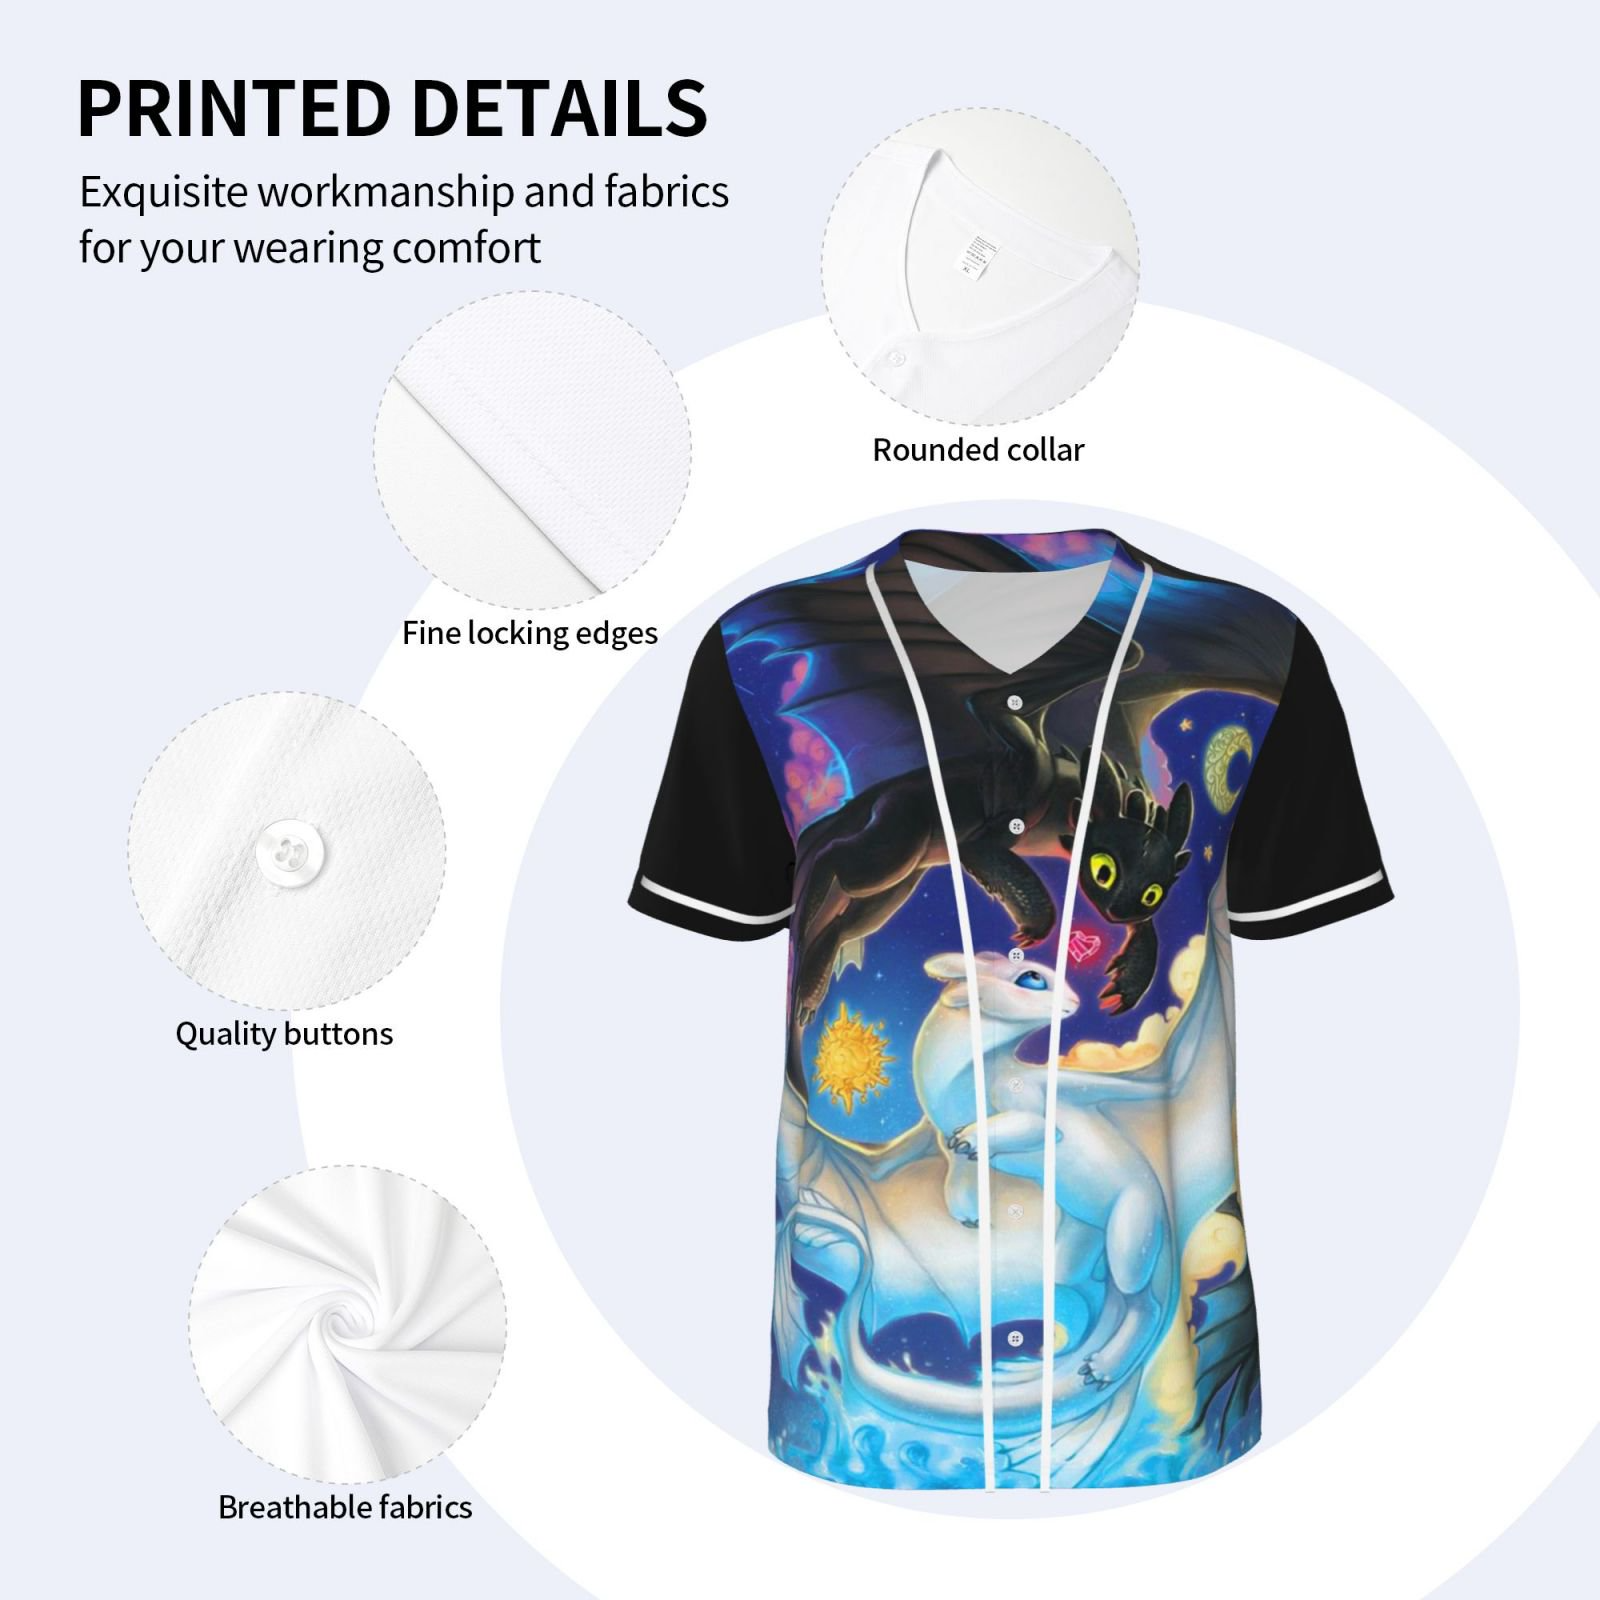 PRINTED DETAILS
Exquisite workmanship and fabrics
for your wearing comfort
Rounded collar
Fine locking edges
Quality buttons
Breathable fabrics
XL